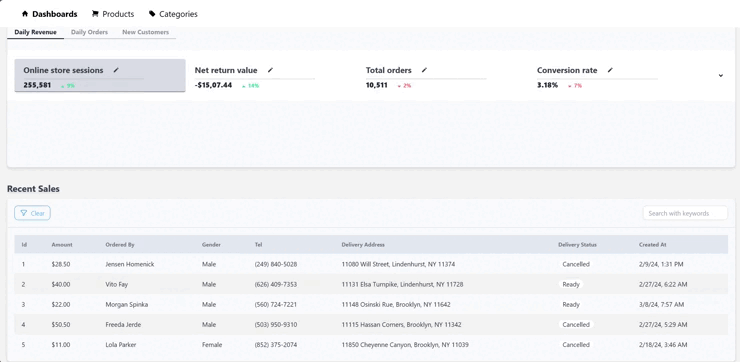 Dashboards Products Categories
Daily Revenue Daily Orders New Customers
Online store sessions Net return value Total orders Conversion rate
255,581 9% -$15,07.44 14% 10,511 2% 3.18% 7%
Recent Sales
Clear Search with keywords
Id Amount Ordered By Gender Tel Delivery Address Delivery Status Created At
1 $28.50 Jensen Homenick Male (249) 840-5028 11080 Will Street, Lindenhurst, NY 11374 Cancelled 2/9/24, 1:31 PM
2 $40.00 Vito Fay Male (626) 409-7353 11131 Elsa Turnpike, Lindenhurst, NY 11728 Ready 2/27/24, 6:22 AM
3 $22.00 Morgan Spinka Male (560) 724-7221 11148 Osinski Rue, Brooklyn, NY 11642 Ready 3/8/24, 7:57 AM
4 $50.50 Freeda Jerde Male (503) 950-9310 11115 Hassan Corners, Brooklyn, NY 11342 Cancelled 2/27/24, 5:29 AM
5 $11.00 Lola Parker Female (852) 375-2074 11850 Cheyenne Canyon, Brooklyn, NY 11039 Cancelled 2/18/24, 3:46 AM